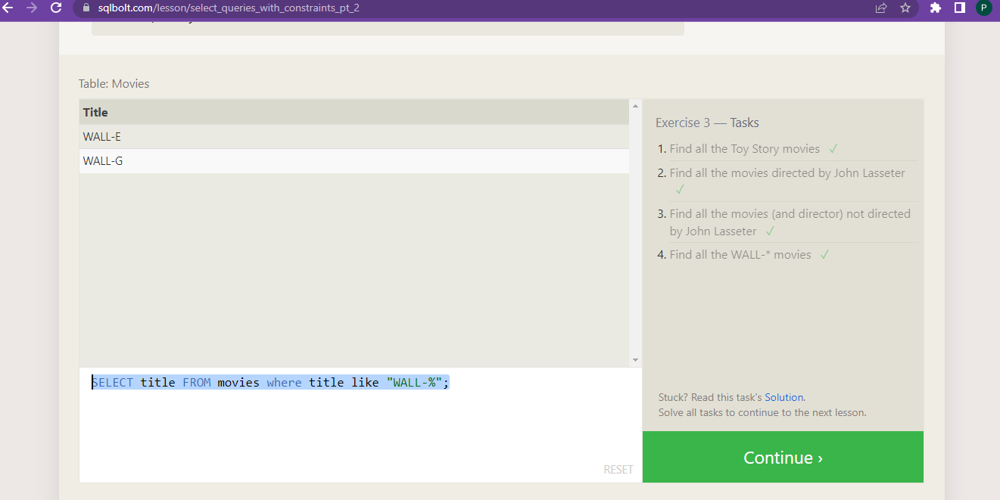 sqlbolt.com/lesson/select_queries_with_constraints_pt_2
P
Table: Movies
Title
WALL-E
WALL-G
SELECT title FROM movies where title like "WALL-%";
RESET
Exercise 3 — Tasks
1. Find all the Toy Story movies ✓
2. Find all the movies directed by John Lasseter
✓
3. Find all the movies (and director) not directed
by John Lasseter ✓
4. Find all the WALL-* movies ✓
Stuck? Read this task's Solution.
Solve all tasks to continue to the next lesson.
Continue ›